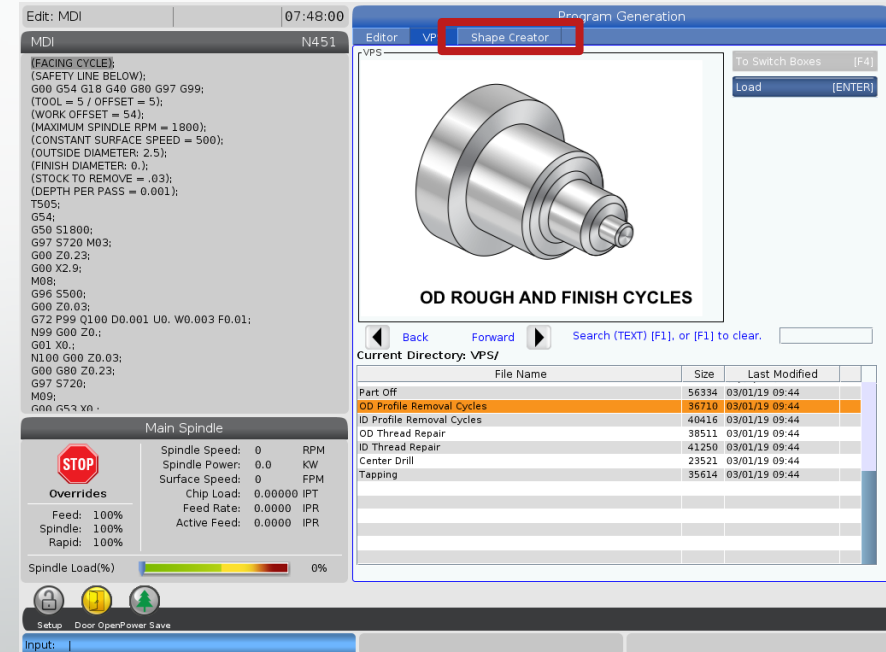 Edit: MDI
07:48:00
MDI N451
(FACING CYCLE);
(SAFETY LINE BELOW);
G00 G54 G18 G40 G80 G97 G99;
(TOOL = 5 / OFFSET = 5);
(WORK OFFSET = 54);
(MAXIMUM SPINDLE RPM = 1800);
(CONSTANT SURFACE SPEED = 500);
(OUTSIDE DIAMETER: 2.5);
(FINISH DIAMETER: 0.);
(STOCK TO REMOVE = .03);
(DEPTH PER PASS = 0.001);
T505;
G54;
G50 S1800;
G97 S720 M03;
G00 Z0.23;
G00 X2.9;
M08;
G96 S500;
G00 Z0.03;
G72 P99 Q100 D0.001 U0. W0.003 F0.01;
N99 G00 Z0.;
G01 X0.;
N100 G00 Z0.03;
G00 G80 Z0.23;
G97 S720;
M09;
G00 G53 X0.;
Main Spindle
STOP
Overrides
Feed: 100%
Spindle: 100%
Rapid: 100%
Spindle Speed: 0 RPM
Spindle Power: 0.0 KW
Surface Speed: 0 FPM
Chip Load: 0.00000 IPT
Feed Rate: 0.0000 IPR
Active Feed: 0.0000 IPR
Spindle Load(%) 0%
Setup Door Open Power Save
Input:
Program Generation
Editor VP Shape Creator
VPS
To Switch Boxes [F4]
Load [ENTER]
OD ROUGH AND FINISH CYCLES
Back Forward Search (TEXT) [F1], or [F1] to clear.
Current Directory: VPS/
File Name Size Last Modified
Part Off 56334 03/01/19 09:44
OD Profile Removal Cycles 36710 03/01/19 09:44
ID Profile Removal Cycles 40416 03/01/19 09:44
OD Thread Repair 38511 03/01/19 09:44
ID Thread Repair 41250 03/01/19 09:44
Center Drill 23521 03/01/19 09:44
Tapping 35614 03/01/19 09:44